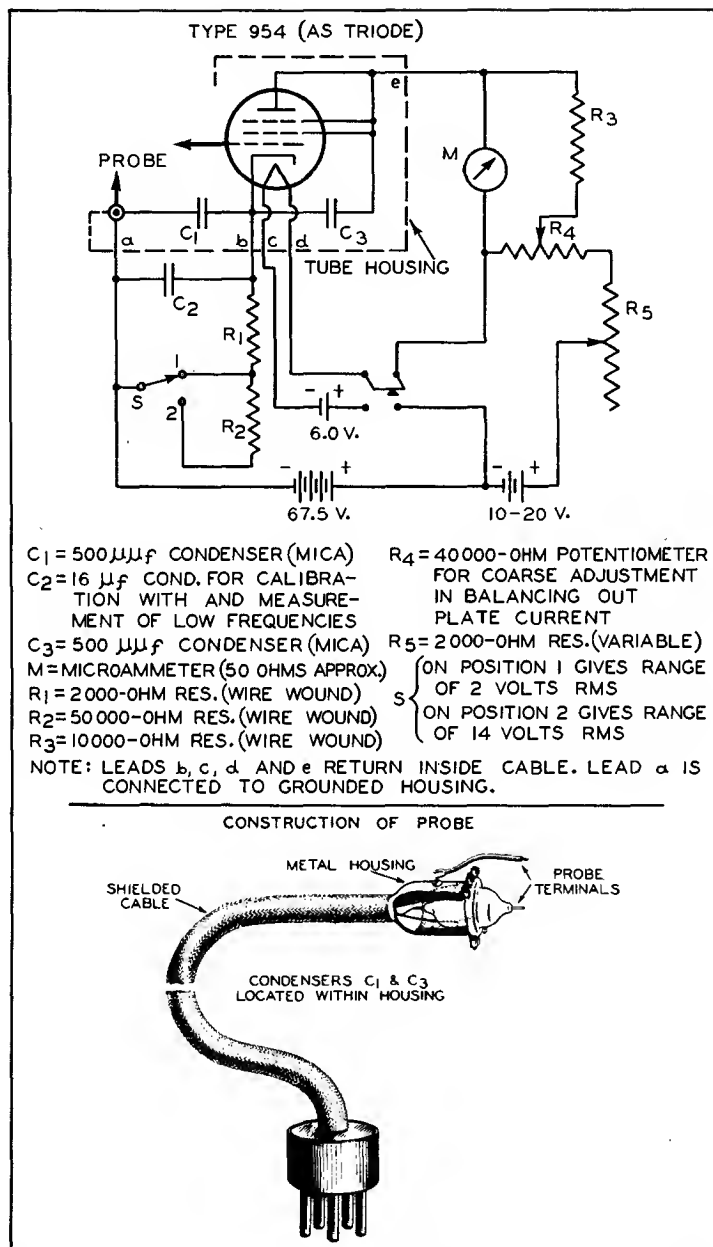 TYPE 954 (AS TRIODE)
e
PROBE
M
R3
R4
a
C1
b
c
d
C3
TUBE HOUSING
C2
R1
R5
S
1
2
R2
- +
6.0 V.
- +
67.5 V.
- +
10-20 V.
C1 = 500 μμf CONDENSER (MICA)
C2 = 16 μf COND. FOR CALIBRA-
TION WITH AND MEASURE-
MENT OF LOW FREQUENCIES
C3 = 500 μμf CONDENSER (MICA)
M = MICROAMMETER (50 OHMS APPROX.)
R1 = 2000-OHM RES. (WIRE WOUND)
R2 = 50000-OHM RES. (WIRE WOUND)
R3 = 10000-OHM RES. (WIRE WOUND)
R4 = 40000-OHM POTENTIOMETER
FOR COARSE ADJUSTMENT
IN BALANCING OUT
PLATE CURRENT
R5 = 2000-OHM RES. (VARIABLE)
S { ON POSITION 1 GIVES RANGE
OF 2 VOLTS RMS
ON POSITION 2 GIVES RANGE
OF 14 VOLTS RMS
NOTE: LEADS b, c, d AND e RETURN INSIDE CABLE. LEAD a IS
CONNECTED TO GROUNDED HOUSING.
CONSTRUCTION OF PROBE
METAL HOUSING
SHIELDED
CABLE
PROBE
TERMINALS
CONDENSERS C1 & C3
LOCATED WITHIN HOUSING